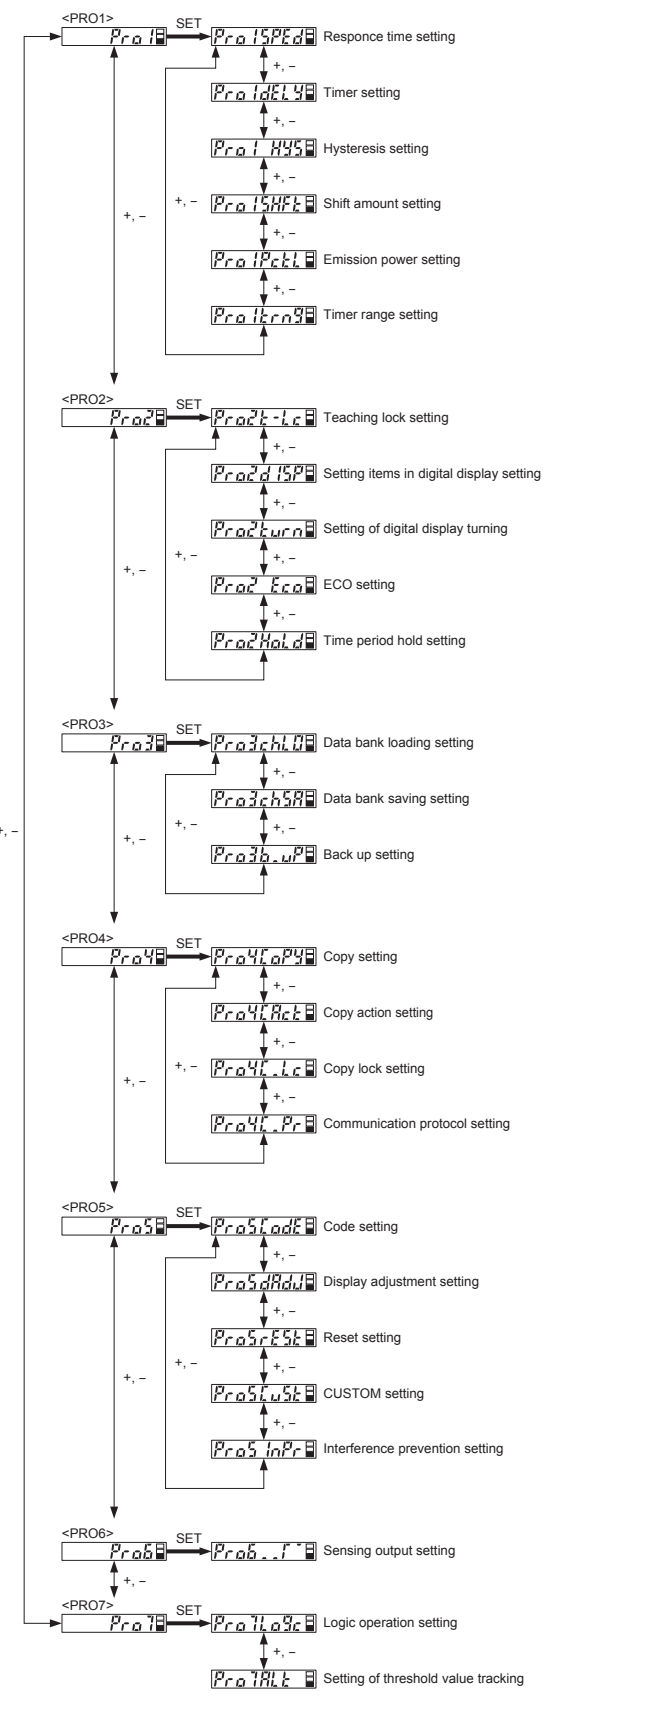 <PRO1>
Pro1 SET Pro1SPEd Responce time setting
+, –
Pro1dELY Timer setting
+, –
Pro1 HYS Hysteresis setting
+, –
+, – Pro1SHFt Shift amount setting
+, –
+, –
Pro1PctL Emission power setting
+, –
Pro1trng Timer range setting
<PRO2>
Pro2 SET Pro2t-Lc Teaching lock setting
+, –
Pro2dISP Setting items in digital display setting
+, –
Pro2turn Setting of digital display turning
+, – +, –
+, –
Pro2 Eco ECO setting
+, –
Pro2HoLd Time period hold setting
<PRO3>
Pro3 SET Pro3chLD Data bank loading setting
+, –
Pro3chSA Data bank saving setting
+, – +, –
+, –
+, –
Pro3b.uP Back up setting
<PRO4>
Pro4 SET Pro4CoPY Copy setting
+, –
Pro4CAct Copy action setting
+, –
+, – Pro4C.Lc Copy lock setting
+, –
+, –
Pro4C.Pr Communication protocol setting
<PRO5>
Pro5 SET Pro5CodE Code setting
+, –
Pro5dAdJ Display adjustment setting
+, –
Pro5rESt Reset setting
+, – +, –
+, –
Pro5CuSt CUSTOM setting
+, –
Pro5 InPr Interference prevention setting
<PRO6>
Pro6 SET Pro6 Sensing output setting
+, –
<PRO7>
Pro7 SET Pro7Logc Logic operation setting
+, –
Pro7ALt Setting of threshold value tracking